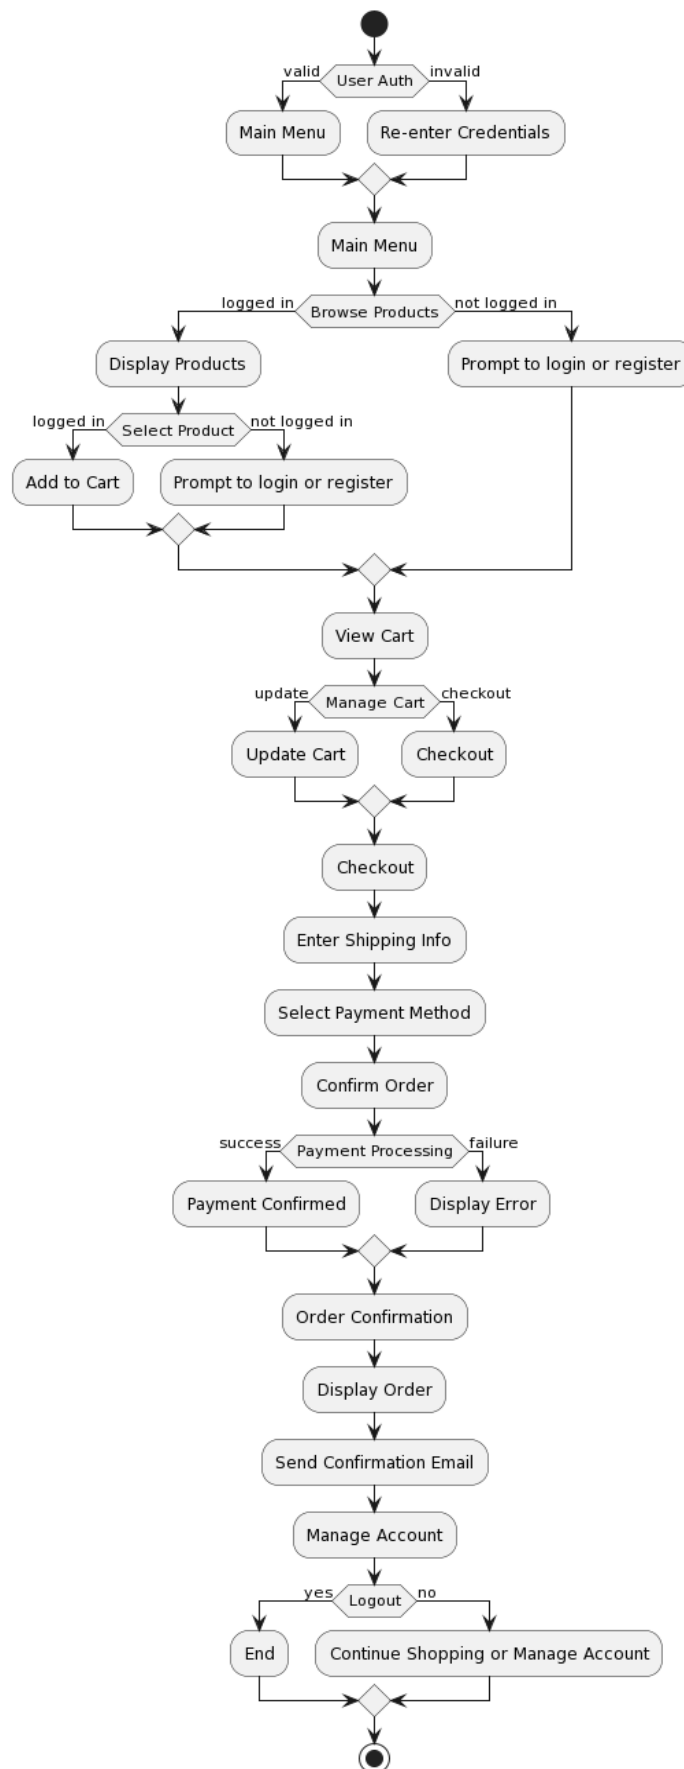 valid
User Auth
invalid
Main Menu
Re-enter Credentials
Main Menu
logged in
Browse Products
not logged in
Display Products
Prompt to login or register
logged in
Select Product
not logged in
Add to Cart
Prompt to login or register
View Cart
update
Manage Cart
checkout
Update Cart
Checkout
Checkout
Enter Shipping Info
Select Payment Method
Confirm Order
success
Payment Processing
failure
Payment Confirmed
Display Error
Order Confirmation
Display Order
Send Confirmation Email
Manage Account
yes
Logout
no
End
Continue Shopping or Manage Account